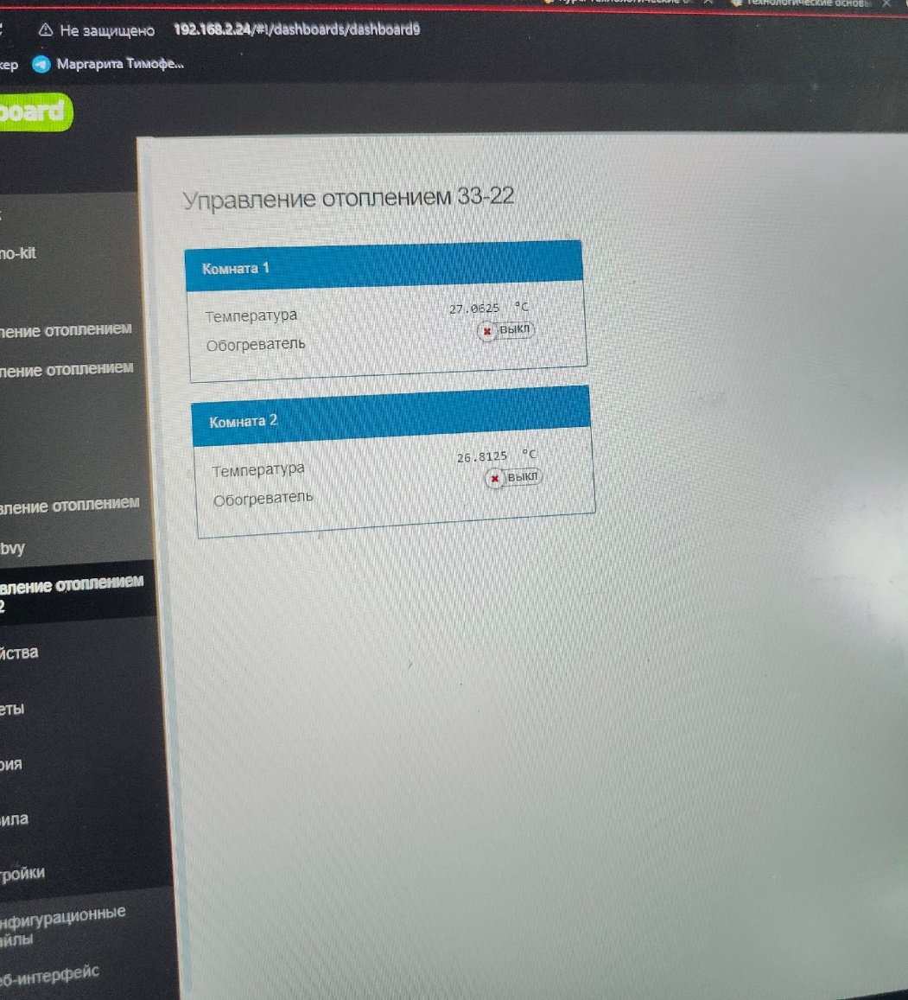 Не защищено 192.168.2.24/#!/dashboards/dashboard9
кер Маргарита Тимофе...
board
Управление отоплением 33-22
no-kit
Комната 1
Температура 27.0625 °C
Обогреватель ВЫКЛ
ление отоплением
ление отоплением
Комната 2
Температура 26.8125 °C
Обогреватель ВЫКЛ
вление отоплением
bvy
вление отоплением
2
йства
еты
рия
вила
тройки
нфигурационные
айлы
еб-интерфейс